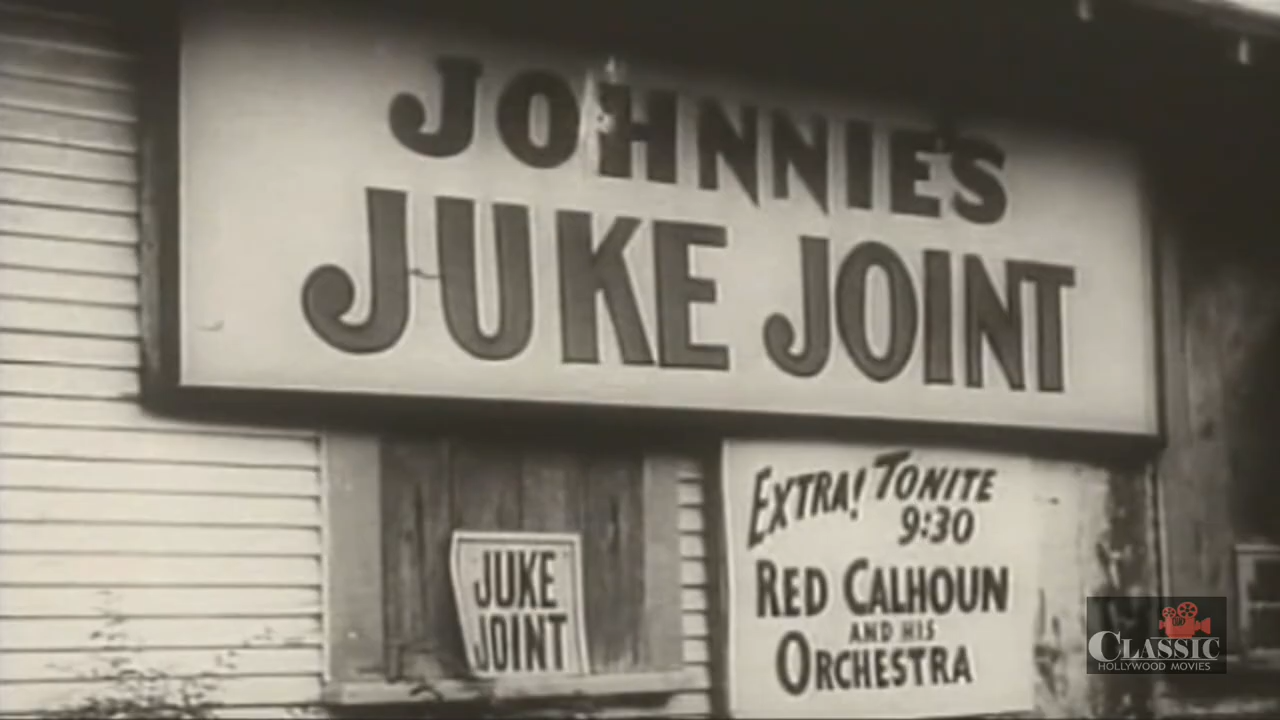 JOHNNIE'S
JUKE JOINT
EXTRA! TONITE
9:30
RED CALHOUN
AND HIS
ORCHESTRA
JUKE
JOINT
CLASSIC
HOLLYWOOD MOVIES